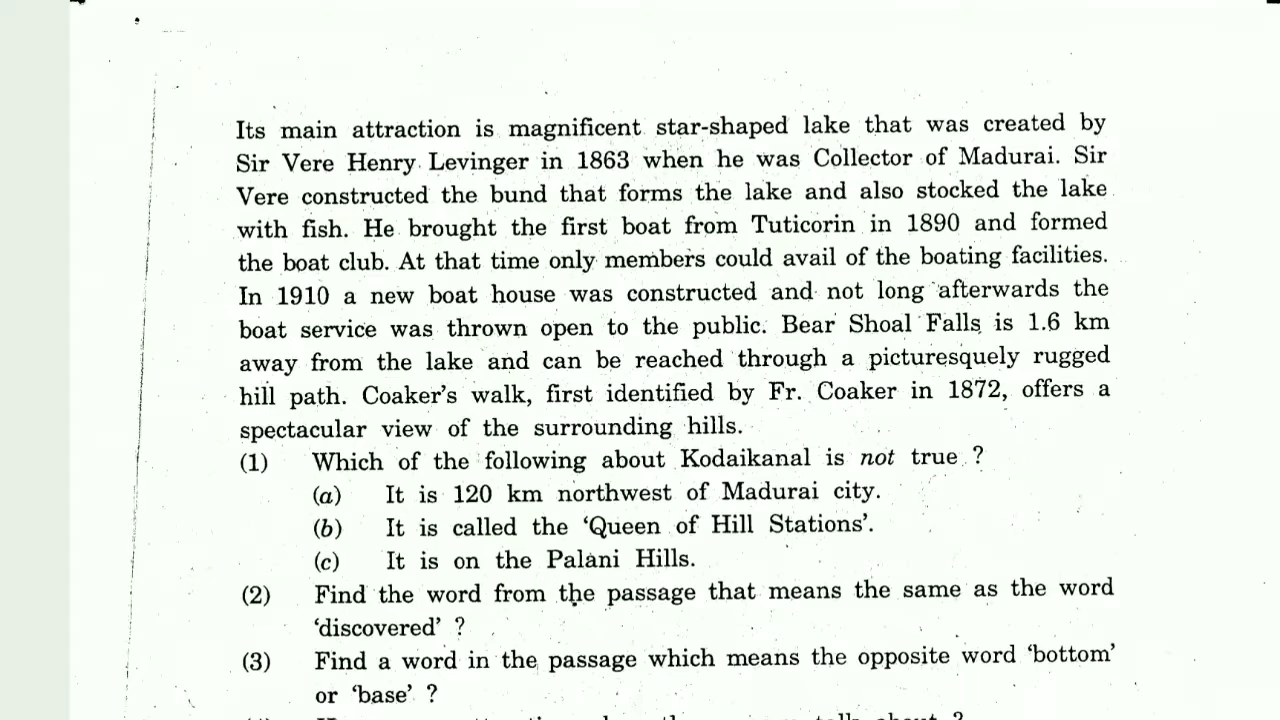 Its main attraction is magnificent star-shaped lake that was created by
Sir Vere Henry Levinger in 1863 when he was Collector of Madurai. Sir
Vere constructed the bund that forms the lake and also stocked the lake
with fish. He brought the first boat from Tuticorin in 1890 and formed
the boat club. At that time only members could avail of the boating facilities.
In 1910 a new boat house was constructed and not long afterwards the
boat service was thrown open to the public. Bear Shoal Falls is 1.6 km
away from the lake and can be reached through a picturesquely rugged
hill path. Coaker's walk, first identified by Fr. Coaker in 1872, offers a
spectacular view of the surrounding hills.
(1) Which of the following about Kodaikanal is not true ?
(a) It is 120 km northwest of Madurai city.
(b) It is called the 'Queen of Hill Stations'.
(c) It is on the Palani Hills.
(2) Find the word from the passage that means the same as the word
'discovered' ?
(3) Find a word in the passage which means the opposite word 'bottom'
or 'base' ?